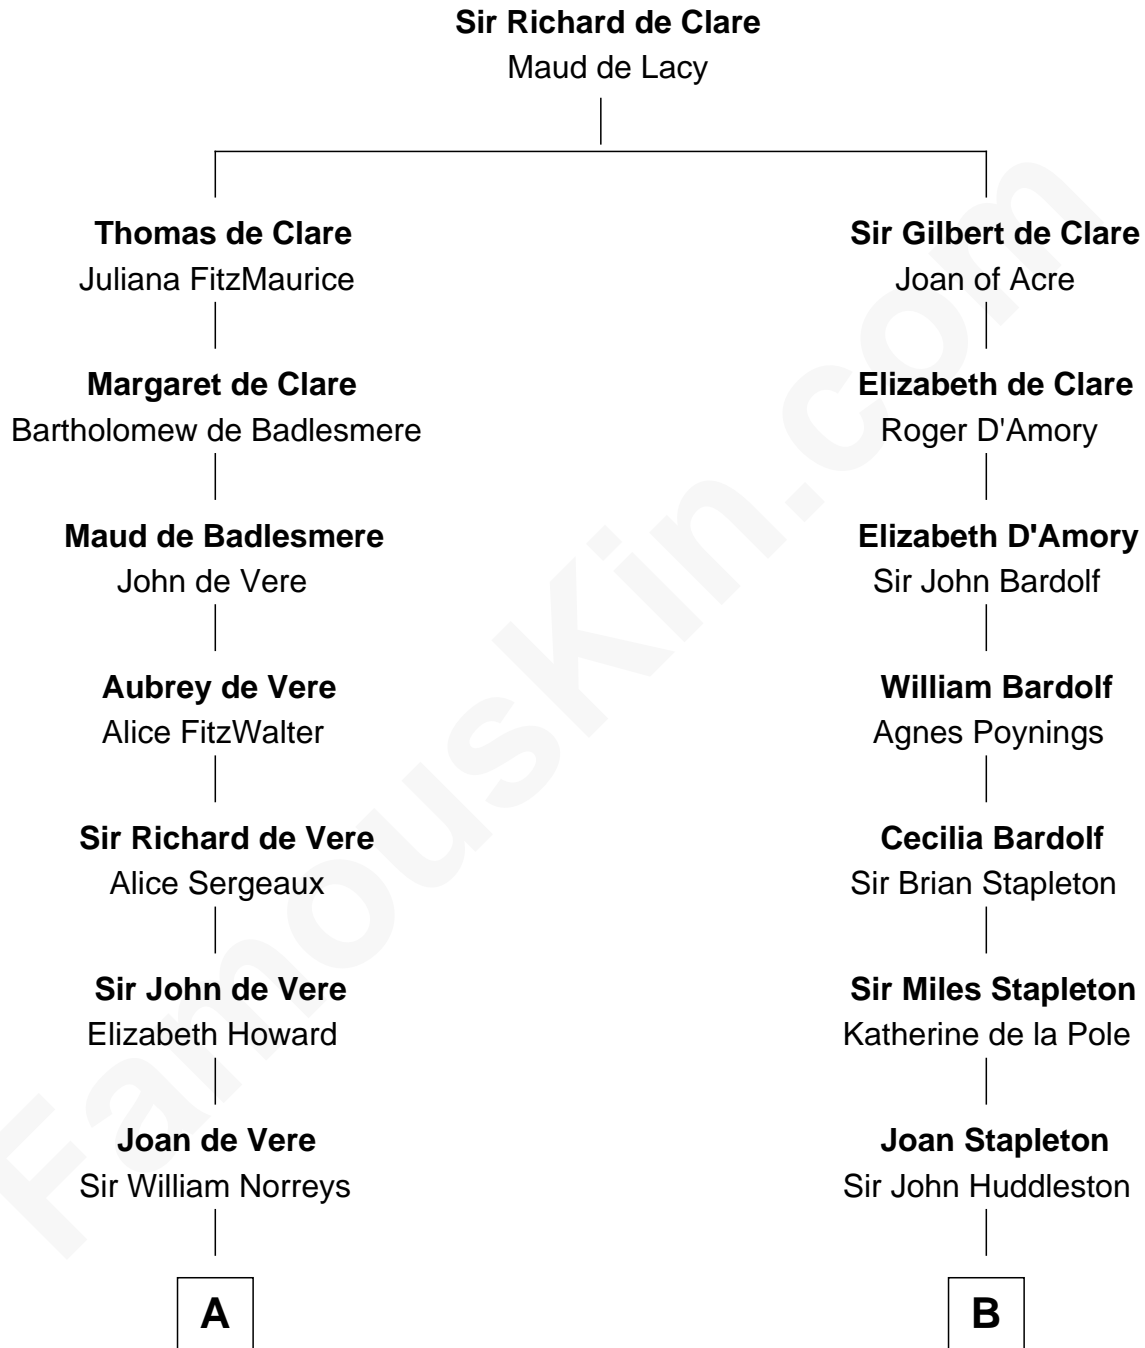 Sir Richard de Clare
Maud de Lacy
Thomas de Clare
Juliana FitzMaurice
Sir Gilbert de Clare
Joan of Acre
Margaret de Clare
Bartholomew de Badlesmere
Elizabeth de Clare
Roger D'Amory
Maud de Badlesmere
John de Vere
Elizabeth D'Amory
Sir John Bardolf
Aubrey de Vere
Alice FitzWalter
William Bardolf
Agnes Poynings
Sir Richard de Vere
Alice Sergeaux
Cecilia Bardolf
Sir Brian Stapleton
Sir John de Vere
Elizabeth Howard
Sir Miles Stapleton
Katherine de la Pole
Joan de Vere
Sir William Norreys
Joan Stapleton
Sir John Huddleston
A
B
FamousKin.com